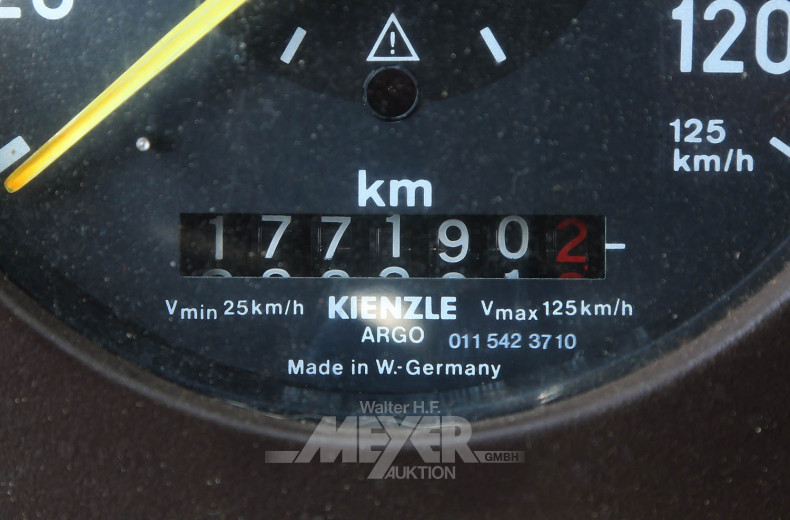 20
120
125
km/h
km
1771902
Vmin 25km/h KIENZLE Vmax 125km/h
ARGO 011 542 3710
Made in W.-Germany
Walter H.F.
MEYER
GMBH
AUKTION